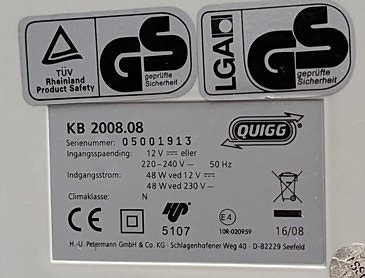 TÜV
Rheinland
Product Safety
GS
geprüfte
Sicherheit
LGA
GS
geprüfte
Sicherheit
KB 2008.08
QUIGG
Serienummer: 05001913
Ingangsspaending: 12 V ⎓ eller
220 – 240 V ~ 50 Hz
Indgangsstrom: 48 W ved 12 V ⎓
48 W ved 230 V ~
Climaklasse: N
CE
5107
E4
10R-020959
16/08
H.-U. Petermann GmbH & Co. KG · Schlagenhofener Weg 40 · D-82229 Seefeld